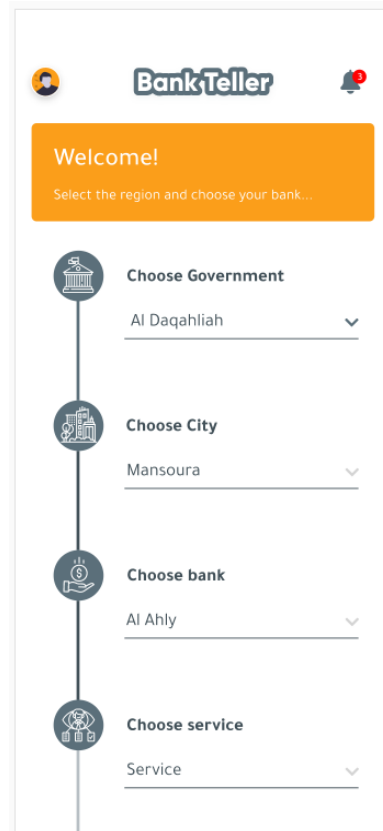 Bank Teller
3
Welcome!
Select the region and choose your bank...
Choose Government
Al Daqahliah
Choose City
Mansoura
Choose bank
Al Ahly
Choose service
Service